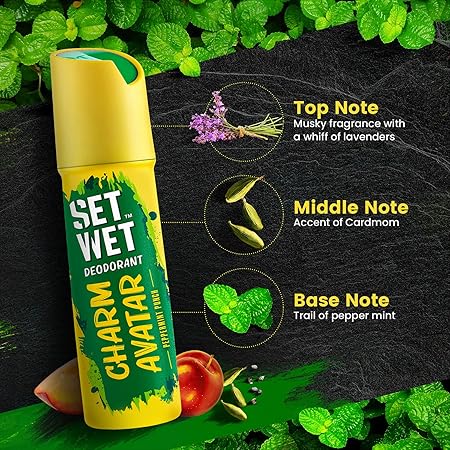 SET
WET™
DEODORANT
CHARM
AVATAR
PEPPERMINT PUNCH
Top Note
Musky fragrance with
a whiff of lavenders
Middle Note
Accent of Cardmom
Base Note
Trail of pepper mint